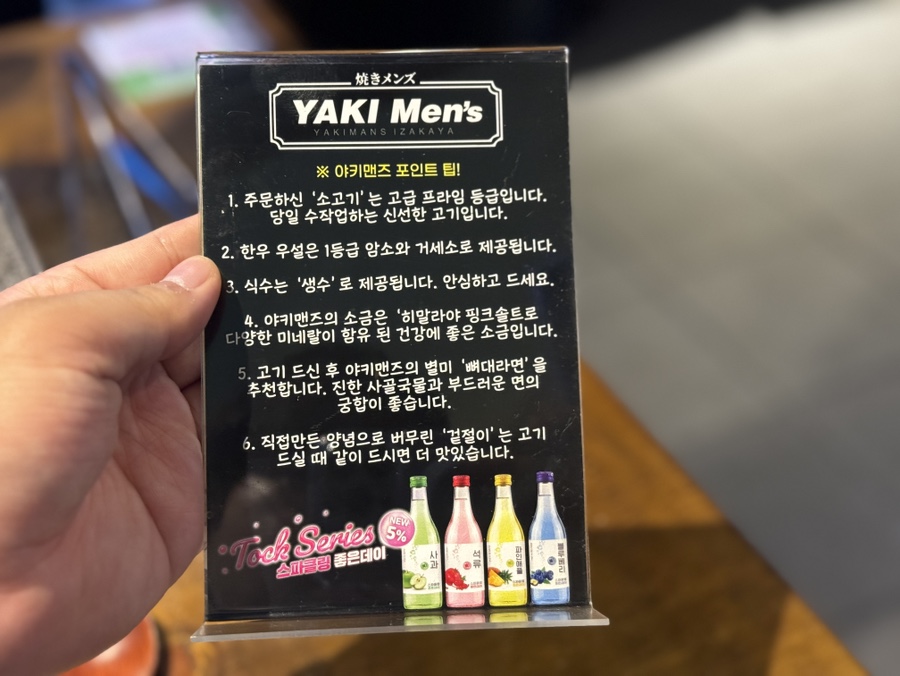 焼きメンズ
YAKI Men's
YAKIMANS IZAKAYA
※ 야키맨즈 포인트 팁!
1. 주문하신 '소고기'는 고급 프라임 등급입니다.
당일 수작업하는 신선한 고기입니다.
2. 한우 우설은 1등급 암소와 거세소로 제공됩니다.
3. 식수는 '생수'로 제공됩니다. 안심하고 드세요.
4. 야키맨즈의 소금은 '히말라야 핑크솔트로
다양한 미네랄이 함유 된 건강에 좋은 소금입니다.
5. 고기 드신 후 야키맨즈의 별미 '뼈대라면'을
추천합니다. 진한 사골국물과 부드러운 면의
궁합이 좋습니다.
6. 직접만든 양념으로 버무린 '겉절이'는 고기
드실 때 같이 드시면 더 맛있습니다.
Tock Series
스파클링 좋은데이
NEW
5%
사과
석류
파인애플
블루베리